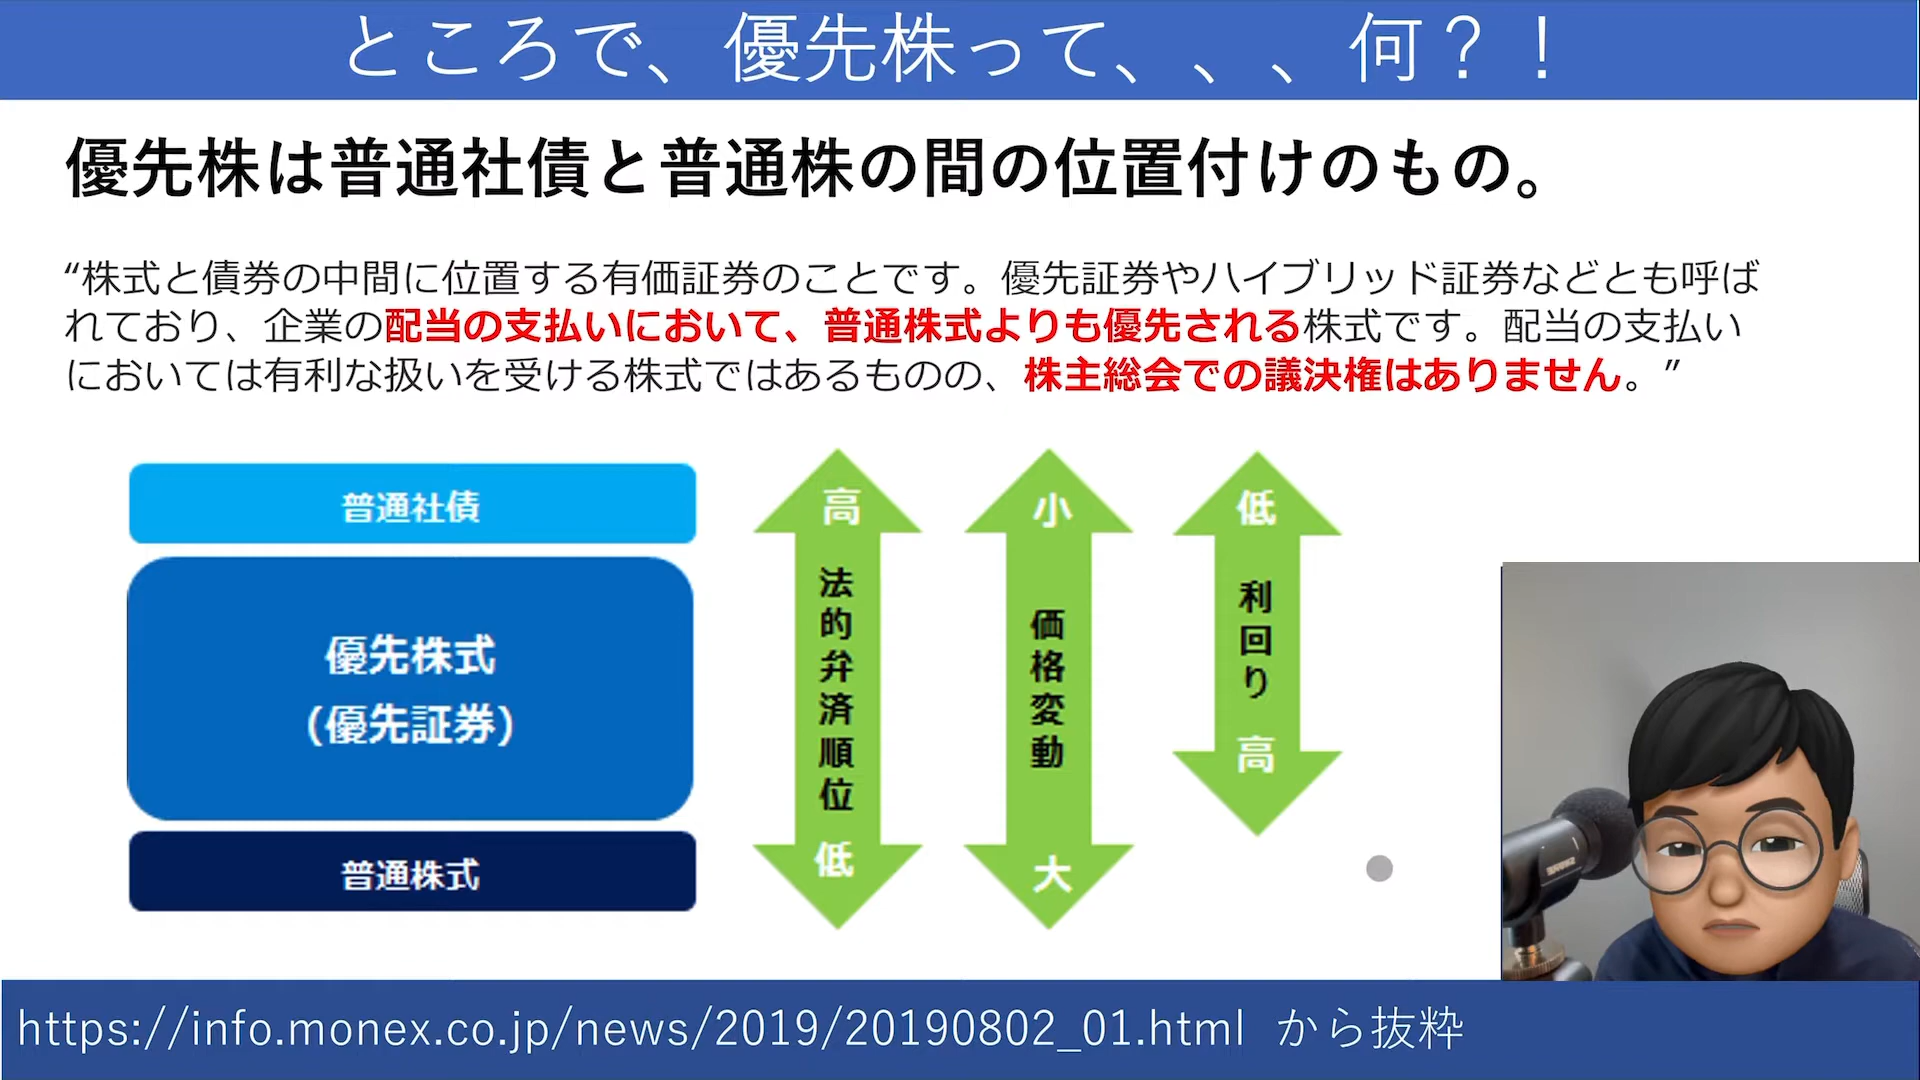 ところで、優先株って、、、何？！
優先株は普通社債と普通株の間の位置付けのもの。
“株式と債券の中間に位置する有価証券のことです。優先証券やハイブリッド証券などとも呼ば
れており、企業の配当の支払いにおいて、普通株式よりも優先される株式です。配当の支払い
においては有利な扱いを受ける株式ではあるものの、株主総会での議決権はありません。”
普通社債
優先株式
(優先証券)
普通株式
高
法的弁済順位
低
小
価格変動
大
低
利回り
高
https://info.monex.co.jp/news/2019/20190802_01.html から抜粋